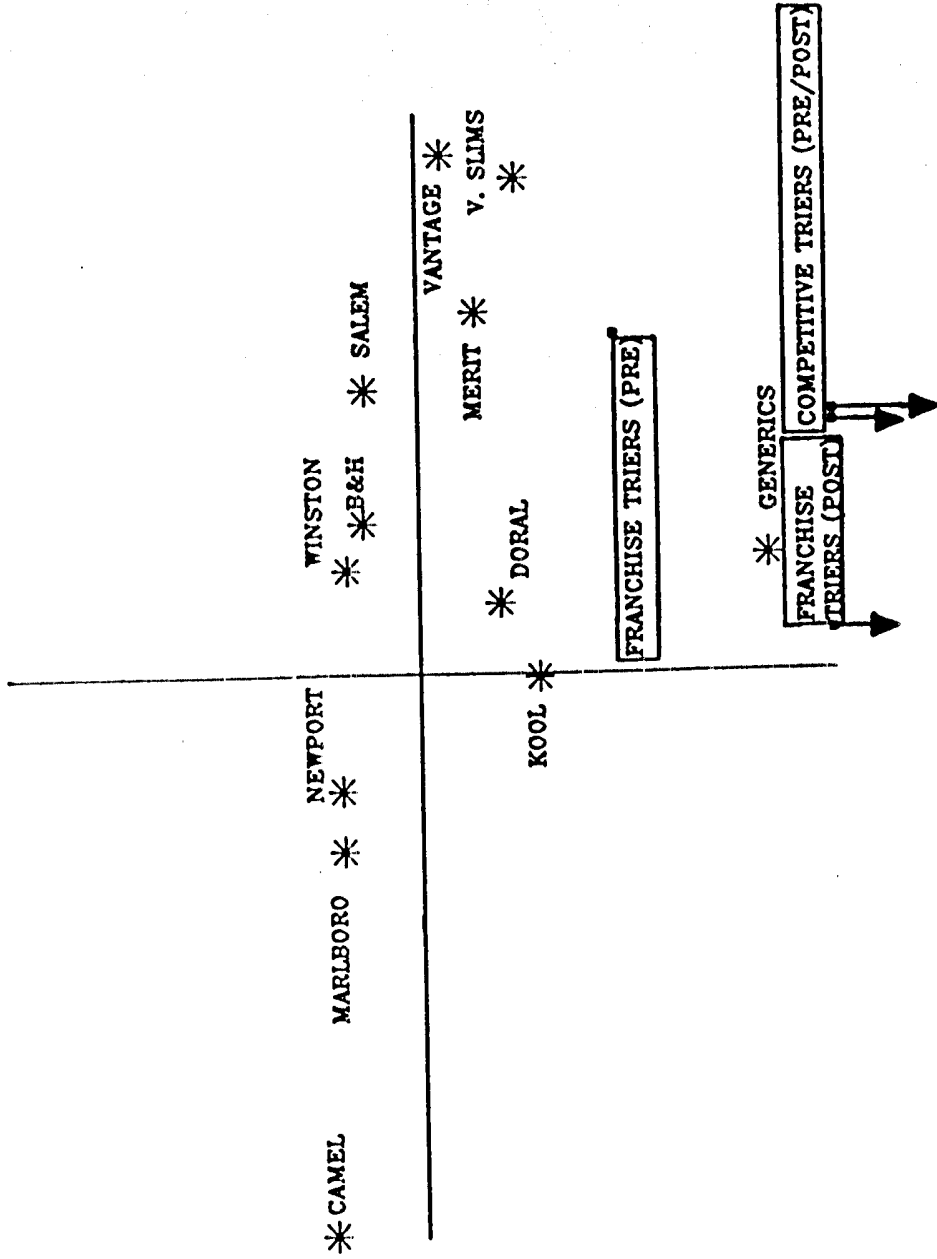 CAMEL
MARLBORO
NEWPORT
WINSTON
B&H
SALEM
VANTAGE
V. SLIMS
MERIT
DORAL
KOOL
FRANCHISE TRIERS (PRE)
GENERICS
FRANCHISE
TRIERS (POST)
COMPETITIVE TRIERS (PRE/POST)